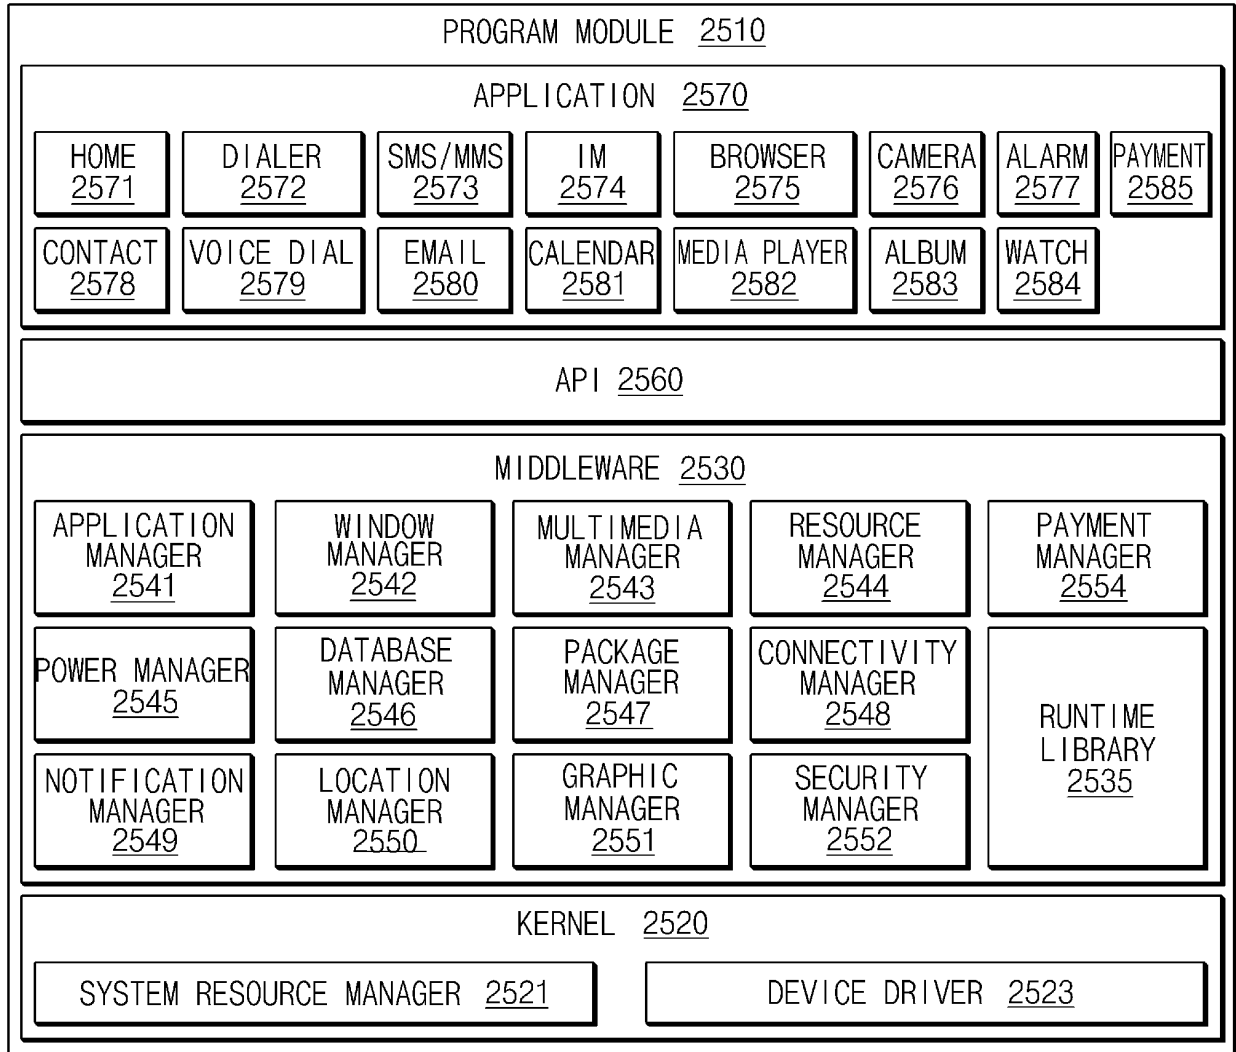 PROGRAM MODULE 2510
APPLICATION 2570
HOME
2571
DIALER
2572
SMS/MMS
2573
IM
2574
BROWSER
2575
CAMERA
2576
ALARM
2577
PAYMENT
2585
CONTACT
2578
VOICE DIAL
2579
EMAIL
2580
CALENDAR
2581
MEDIA PLAYER
2582
ALBUM
2583
WATCH
2584
API 2560
MIDDLEWARE 2530
APPLICATION
MANAGER
2541
WINDOW
MANAGER
2542
MULTIMEDIA
MANAGER
2543
RESOURCE
MANAGER
2544
PAYMENT
MANAGER
2554
POWER MANAGER
2545
DATABASE
MANAGER
2546
PACKAGE
MANAGER
2547
CONNECTIVITY
MANAGER
2548
RUNTIME
LIBRARY
2535
NOTIFICATION
MANAGER
2549
LOCATION
MANAGER
2550
GRAPHIC
MANAGER
2551
SECURITY
MANAGER
2552
KERNEL 2520
SYSTEM RESOURCE MANAGER 2521
DEVICE DRIVER 2523